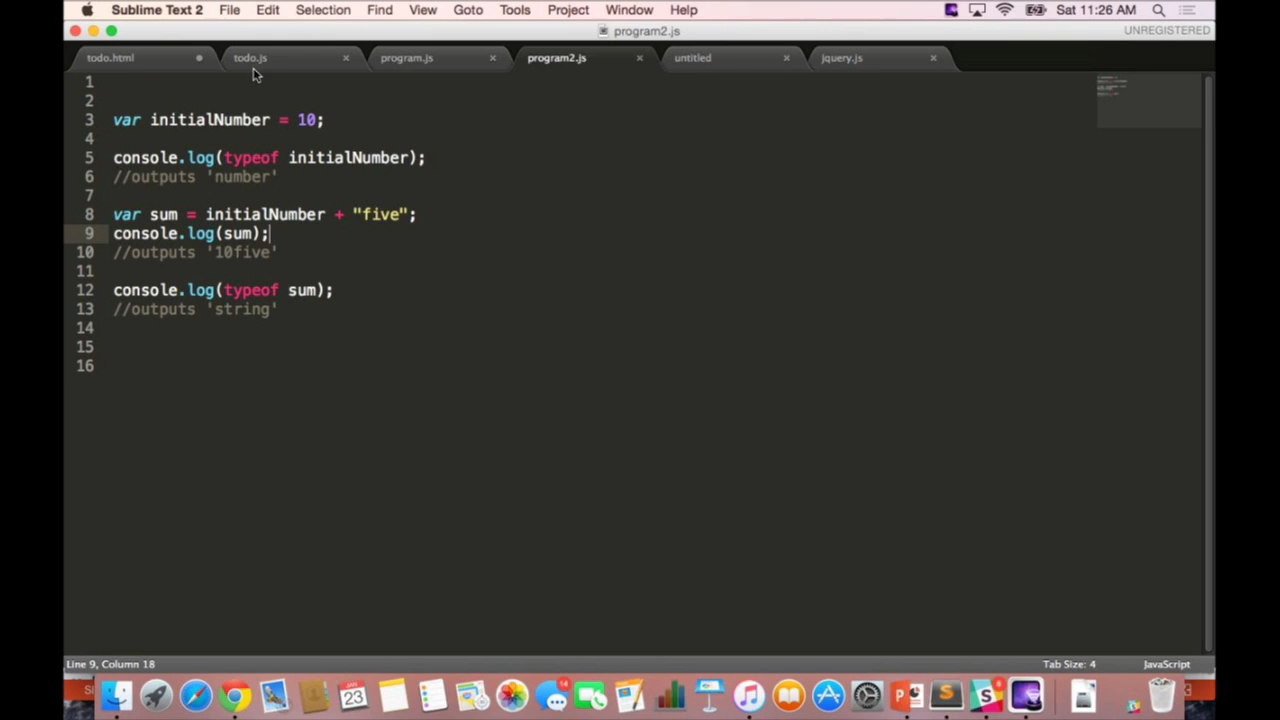 Sublime Text 2 File Edit Selection Find View Goto Tools Project Window Help Sat 11:26 AM
program2.js UNREGISTERED
todo.html todo.js program.js program2.js untitled jquery.js
1
2
3 var initialNumber = 10;
4
5 console.log(typeof initialNumber);
6 //outputs 'number'
7
8 var sum = initialNumber + "five";
9 console.log(sum);
10 //outputs '10five'
11
12 console.log(typeof sum);
13 //outputs 'string'
14
15
16
Line 9, Column 18 Tab Size: 4 JavaScript
14
23